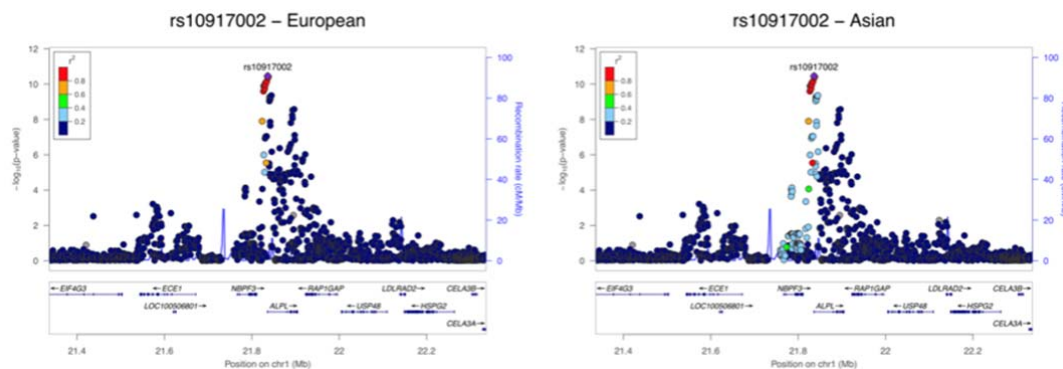 rs10917002 – European
12
10
8
6
4
2
0
– log₁₀(p-value)
r²
0.8
0.6
0.4
0.2
rs10917002
100
80
60
40
20
0
Recombination rate (cM/Mb)
←EIF4G3
←ECE1
NBPF3→
←RAP1GAP
LDLRAD2→
CELA3B→
LOC100506801→
ALPL→
←USP48
←HSPG2
CELA3A→
21.4
21.6
21.8
22
22.2
Position on chr1 (Mb)
rs10917002 – Asian
12
10
8
6
4
2
0
– log₁₀(p-value)
r²
0.8
0.6
0.4
0.2
rs10917002
100
80
60
40
20
0
←EIF4G3
←ECE1
NBPF3→
←RAP1GAP
LDLRAD2→
CELA3B→
LOC100506801→
ALPL→
←USP48
←HSPG2
CELA3A→
21.4
21.6
21.8
22
22.2
Position on chr1 (Mb)